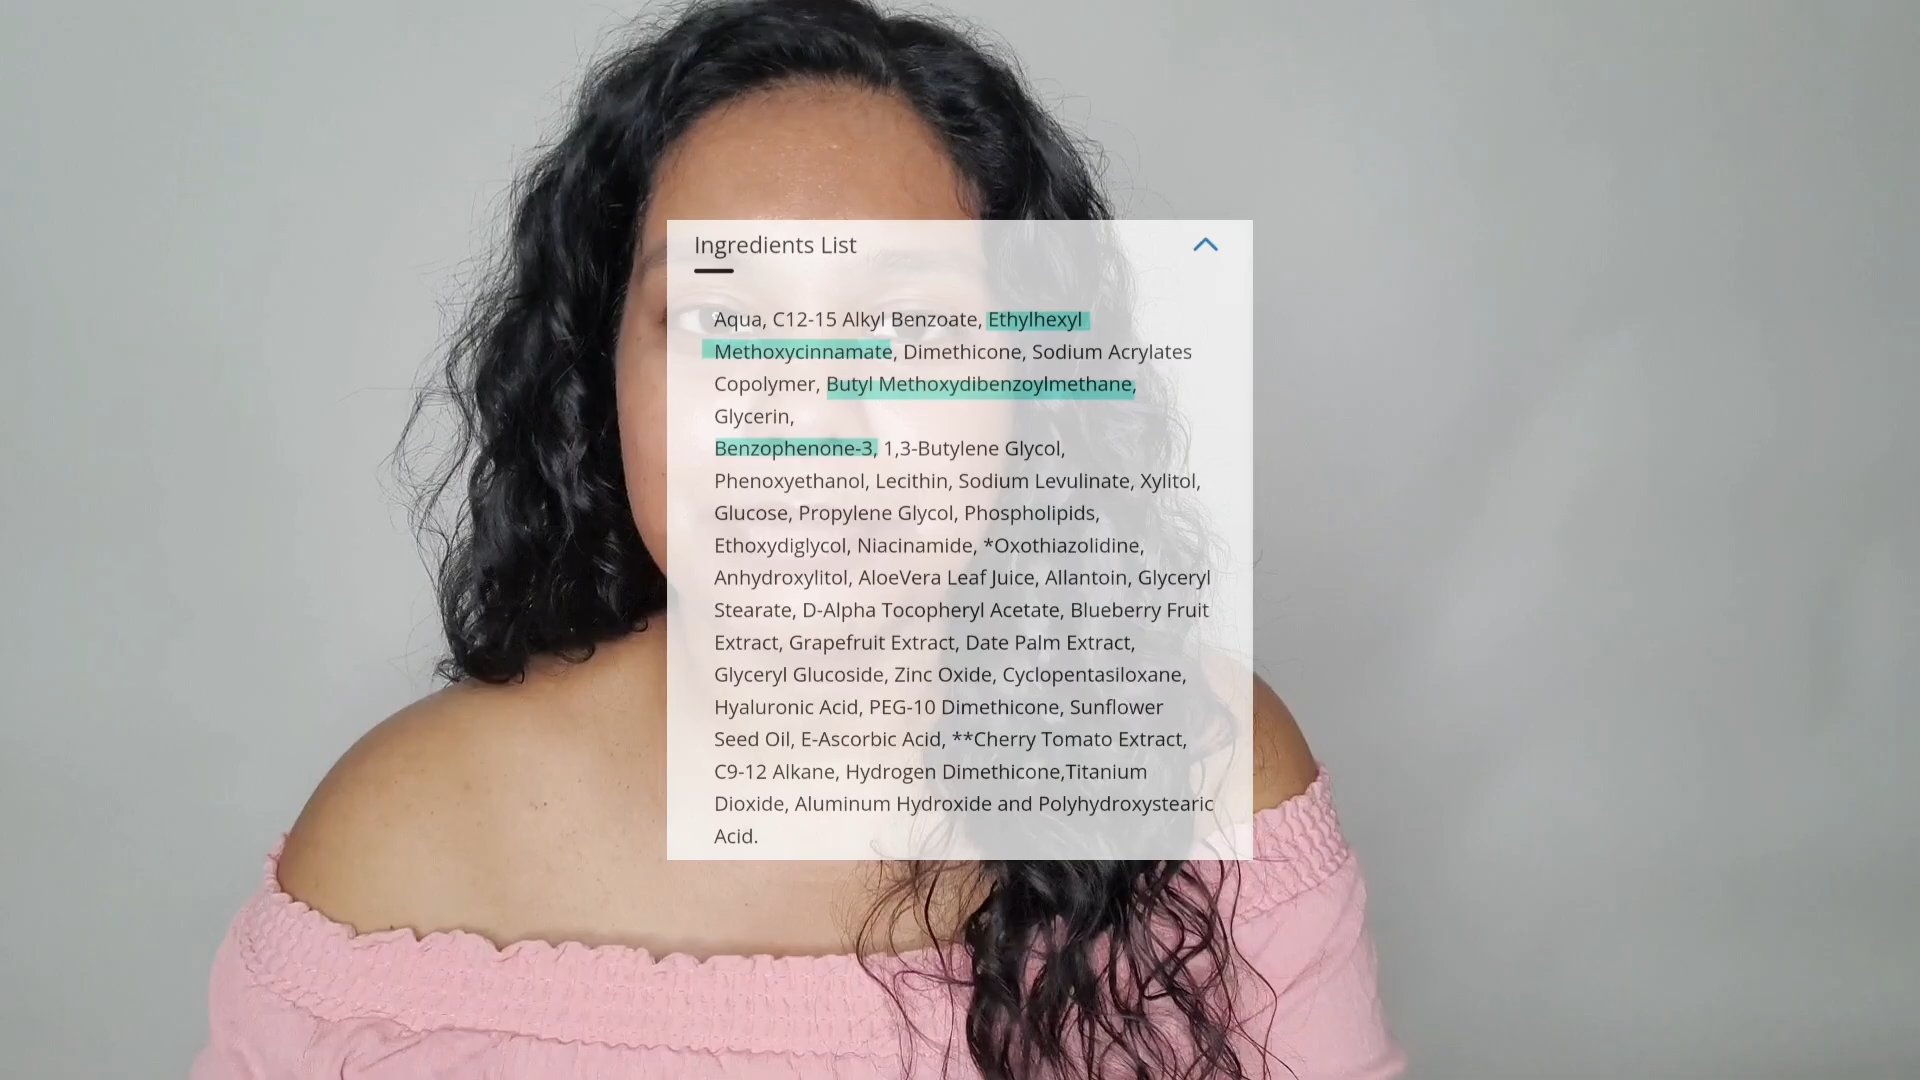 Ingredients List
Aqua, C12-15 Alkyl Benzoate, Ethylhexyl
Methoxycinnamate, Dimethicone, Sodium Acrylates
Copolymer, Butyl Methoxydibenzoylmethane,
Glycerin,
Benzophenone-3, 1,3-Butylene Glycol,
Phenoxyethanol, Lecithin, Sodium Levulinate, Xylitol,
Glucose, Propylene Glycol, Phospholipids,
Ethoxydiglycol, Niacinamide, *Oxothiazolidine,
Anhydroxylitol, AloeVera Leaf Juice, Allantoin, Glyceryl
Stearate, D-Alpha Tocopheryl Acetate, Blueberry Fruit
Extract, Grapefruit Extract, Date Palm Extract,
Glyceryl Glucoside, Zinc Oxide, Cyclopentasiloxane,
Hyaluronic Acid, PEG-10 Dimethicone, Sunflower
Seed Oil, E-Ascorbic Acid, **Cherry Tomato Extract,
C9-12 Alkane, Hydrogen Dimethicone,Titanium
Dioxide, Aluminum Hydroxide and Polyhydroxystearic
Acid.